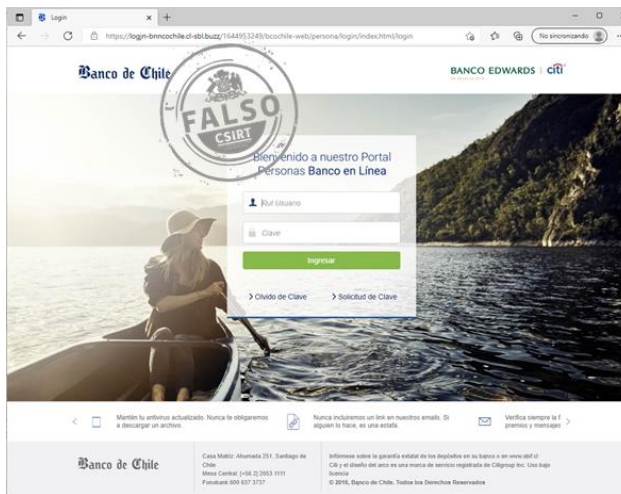 Login
https://logjn-bnncochile.cl-sbl.buzz/1644953249/bcochile-web/persona/login/index.html/login
No sincronizando
Banco de Chile
BANCO EDWARDS | citi
FALSO
CSIRT
Bienvenido a nuestro Portal
Personas Banco en Línea
Rut Usuario
Clave
Ingresar
Olvido de Clave
Solicitud de Clave
Mantén tu antivirus actualizado. Nunca te obligaremos
a descargar un archivo.
Nunca incluiremos un link en nuestros emails. Si
alguien lo hace, es una estafa.
Verifica siempre la f
premios y mensajes
Banco de Chile
Casa Matriz: Ahumada 251, Santiago de
Chile
Mesa Central: (+56 2) 2653 1111
Fonobank 600 637 3737
Infórmese sobre la garantía estatal de los depósitos en su banco o en www.sbif.cl
Citi y el diseño del arco es una marca de servicio registrada de Citigroup Inc. Uso bajo
licencia
© 2016, Banco de Chile. Todos los Derechos Reservados